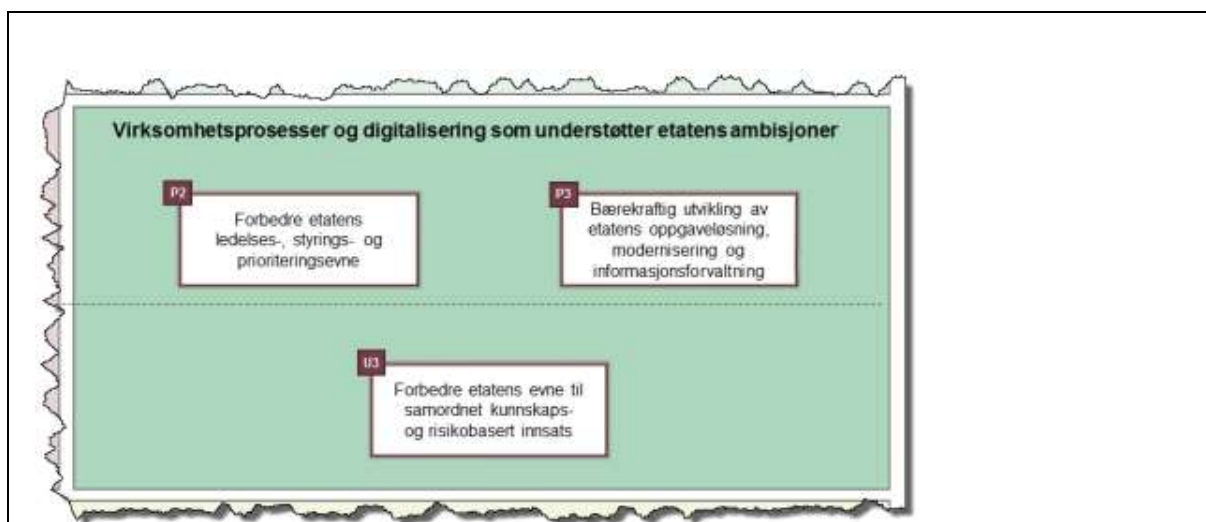 Virksomhetsprosesser og digitalisering som understøtter etatens ambisjoner
P2
Forbedre etatens
ledelses-, styrings- og
prioriteringsevne
P3
Bærekraftig utvikling av
etatens oppgaveløsning,
modernisering og
informasjonsforvaltning
U3
Forbedre etatens evne til
samordnet kunnskaps-
og risikobasert innsats